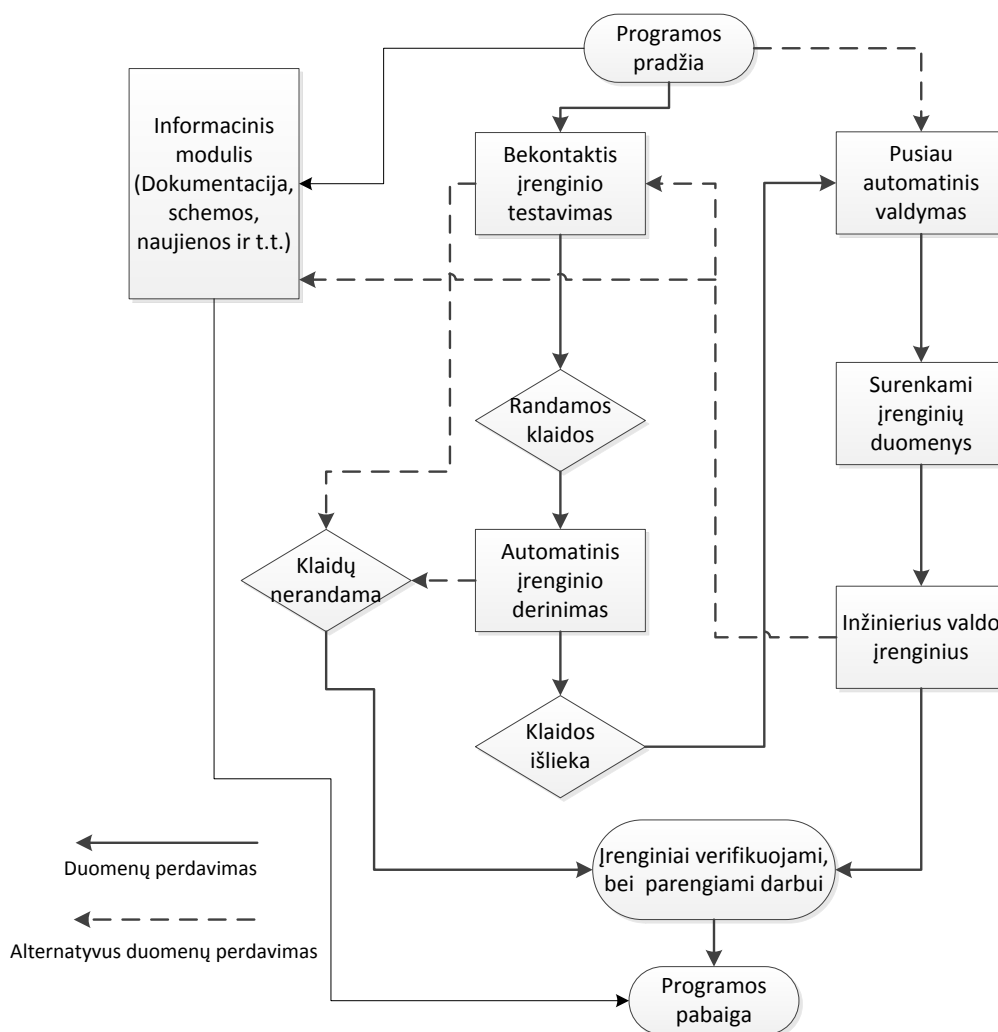 Programos
pradžia
Informacinis
modulis
(Dokumentacija,
schemos,
naujienos ir t.t.)
Bekontaktis
įrenginio
testavimas
Pusiau
automatinis
valdymas
Randamos
klaidos
Surenkami
įrenginių
duomenys
Klaidų
nerandama
Automatinis
įrenginio
derinimas
Inžinierius valdo
įrenginius
Klaidos
išlieka
Duomenų perdavimas
Įrenginiai verifikuojami,
bei parengiami darbui
Alternatyvus duomenų perdavimas
Programos
pabaiga